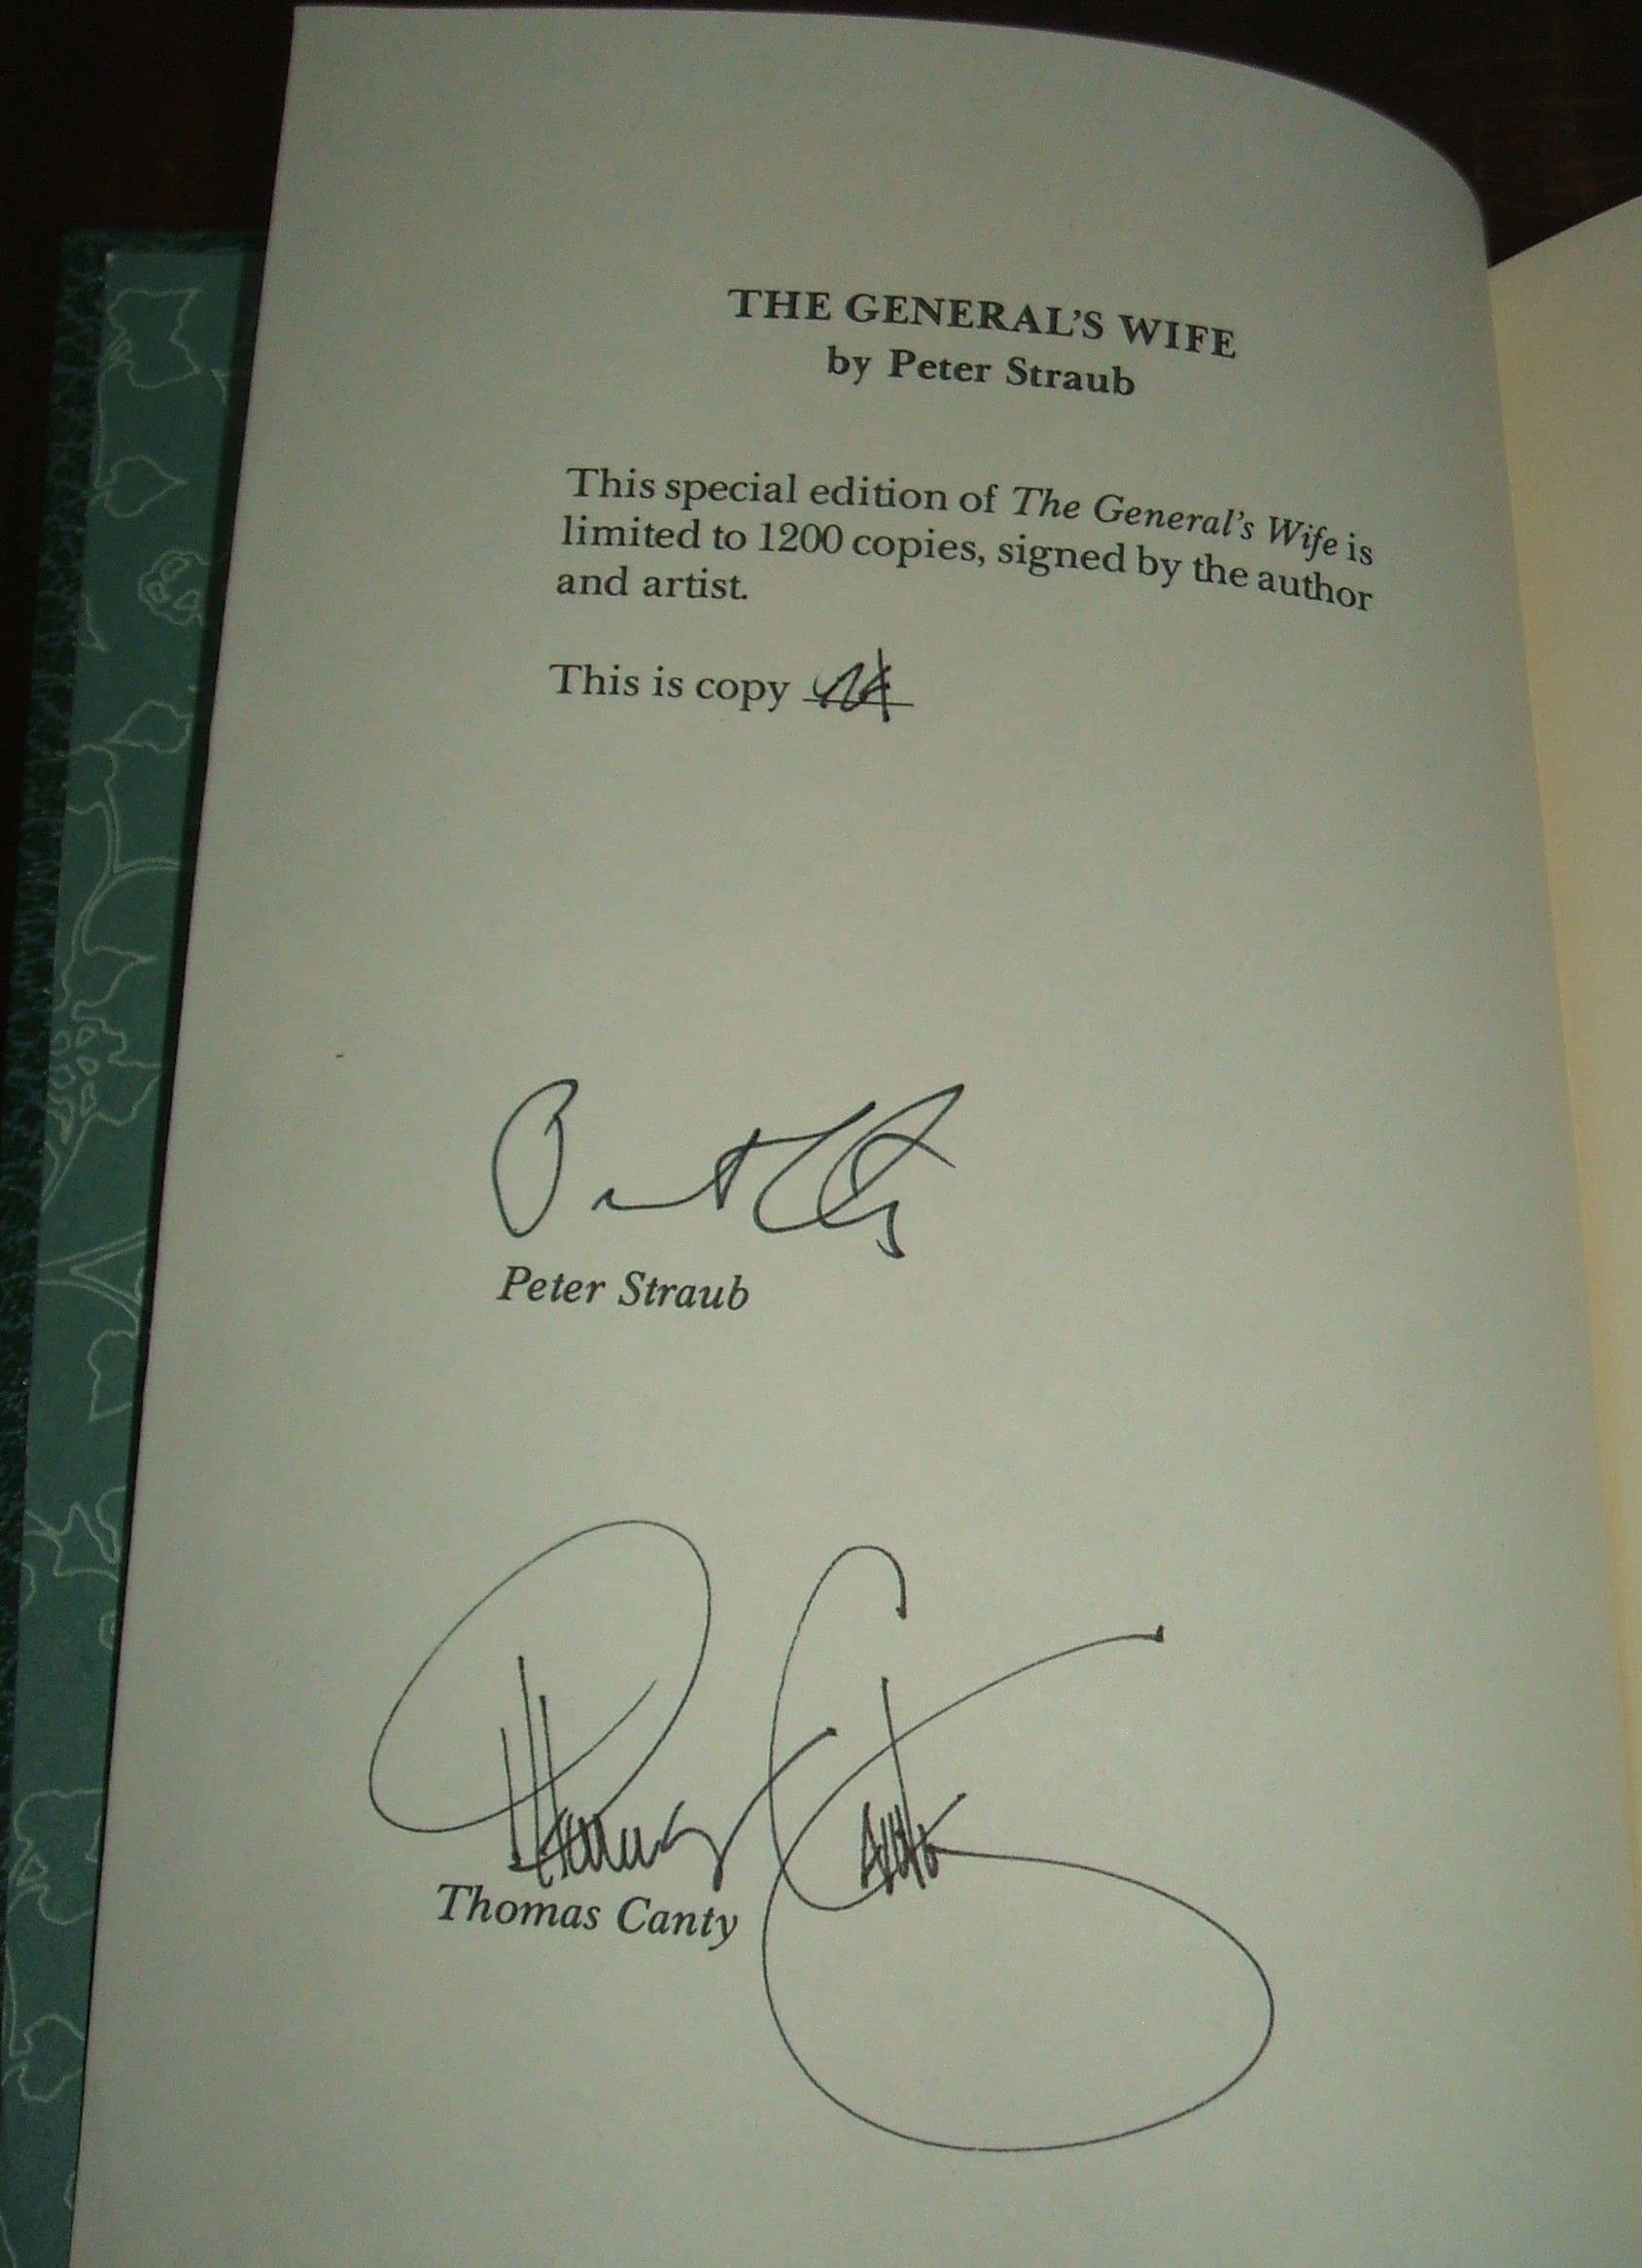 THE GENERAL'S WIFE
by Peter Straub
This special edition of The General's Wife is
limited to 1200 copies, signed by the author
and artist.
This is copy
Peter Straub
Thomas Canty